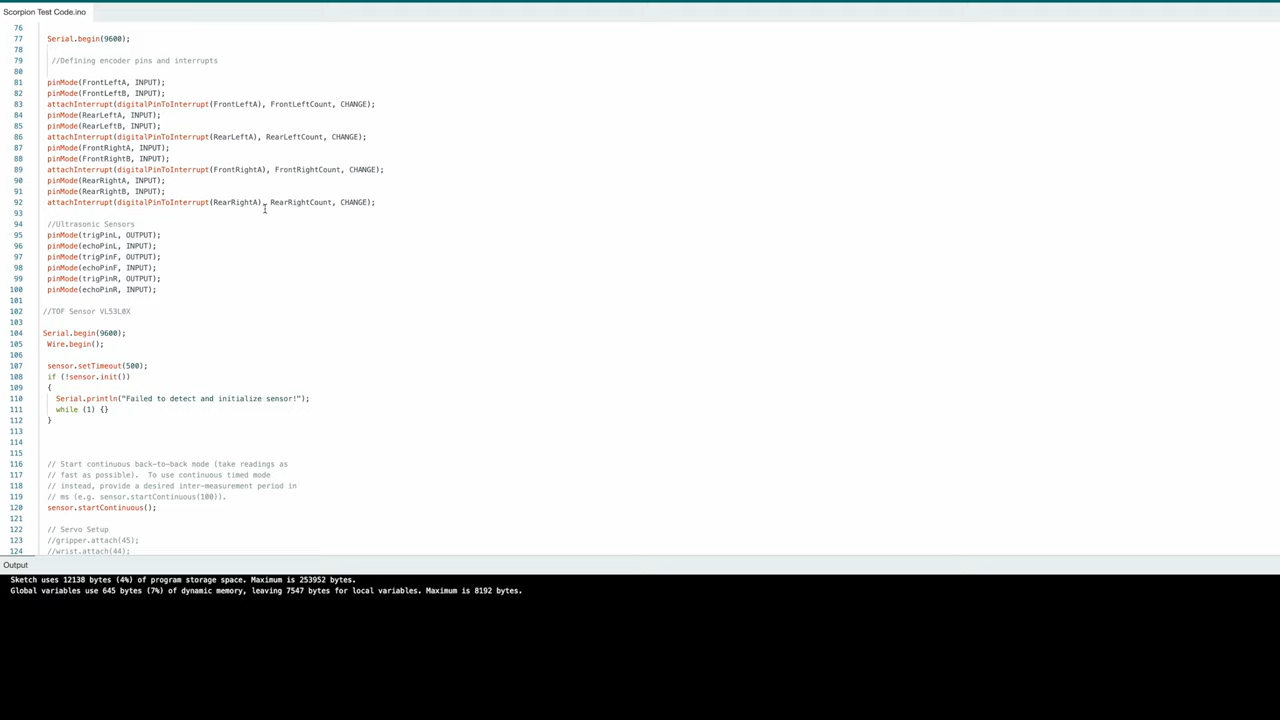 Scorpion Test Code.ino
76
77 Serial.begin(9600);
78
79 //Defining encoder pins and interrupts
80
81 pinMode(FrontLeftA, INPUT);
82 pinMode(FrontLeftB, INPUT);
83 attachInterrupt(digitalPinToInterrupt(FrontLeftA), FrontLeftCount, CHANGE);
84 pinMode(RearLeftA, INPUT);
85 pinMode(RearLeftB, INPUT);
86 attachInterrupt(digitalPinToInterrupt(RearLeftA), RearLeftCount, CHANGE);
87 pinMode(FrontRightA, INPUT);
88 pinMode(FrontRightB, INPUT);
89 attachInterrupt(digitalPinToInterrupt(FrontRightA), FrontRightCount, CHANGE);
90 pinMode(RearRightA, INPUT);
91 pinMode(RearRightB, INPUT);
92 attachInterrupt(digitalPinToInterrupt(RearRightA), RearRightCount, CHANGE);
93
94 //Ultrasonic Sensors
95 pinMode(trigPinL, OUTPUT);
96 pinMode(echoPinL, INPUT);
97 pinMode(trigPinF, OUTPUT);
98 pinMode(echoPinF, INPUT);
99 pinMode(trigPinR, OUTPUT);
100 pinMode(echoPinR, INPUT);
101
102 //TOF Sensor VL53L0X
103
104 Serial.begin(9600);
105 Wire.begin();
106
107 sensor.setTimeout(500);
108 if (!sensor.init())
109 {
110 Serial.println("Failed to detect and initialize sensor!");
111 while (1) {}
112 }
113
114
115
116 // Start continuous back-to-back mode (take readings as
117 // fast as possible). To use continuous timed mode
118 // instead, provide a desired inter-measurement period in
119 // ms (e.g. sensor.startContinuous(100)).
120 sensor.startContinuous();
121
122 // Servo Setup
123 //gripper.attach(45);
124 //wrist.attach(44);
Output
Sketch uses 12138 bytes (4%) of program storage space. Maximum is 253952 bytes.
Global variables use 645 bytes (7%) of dynamic memory, leaving 7547 bytes for local variables. Maximum is 8192 bytes.